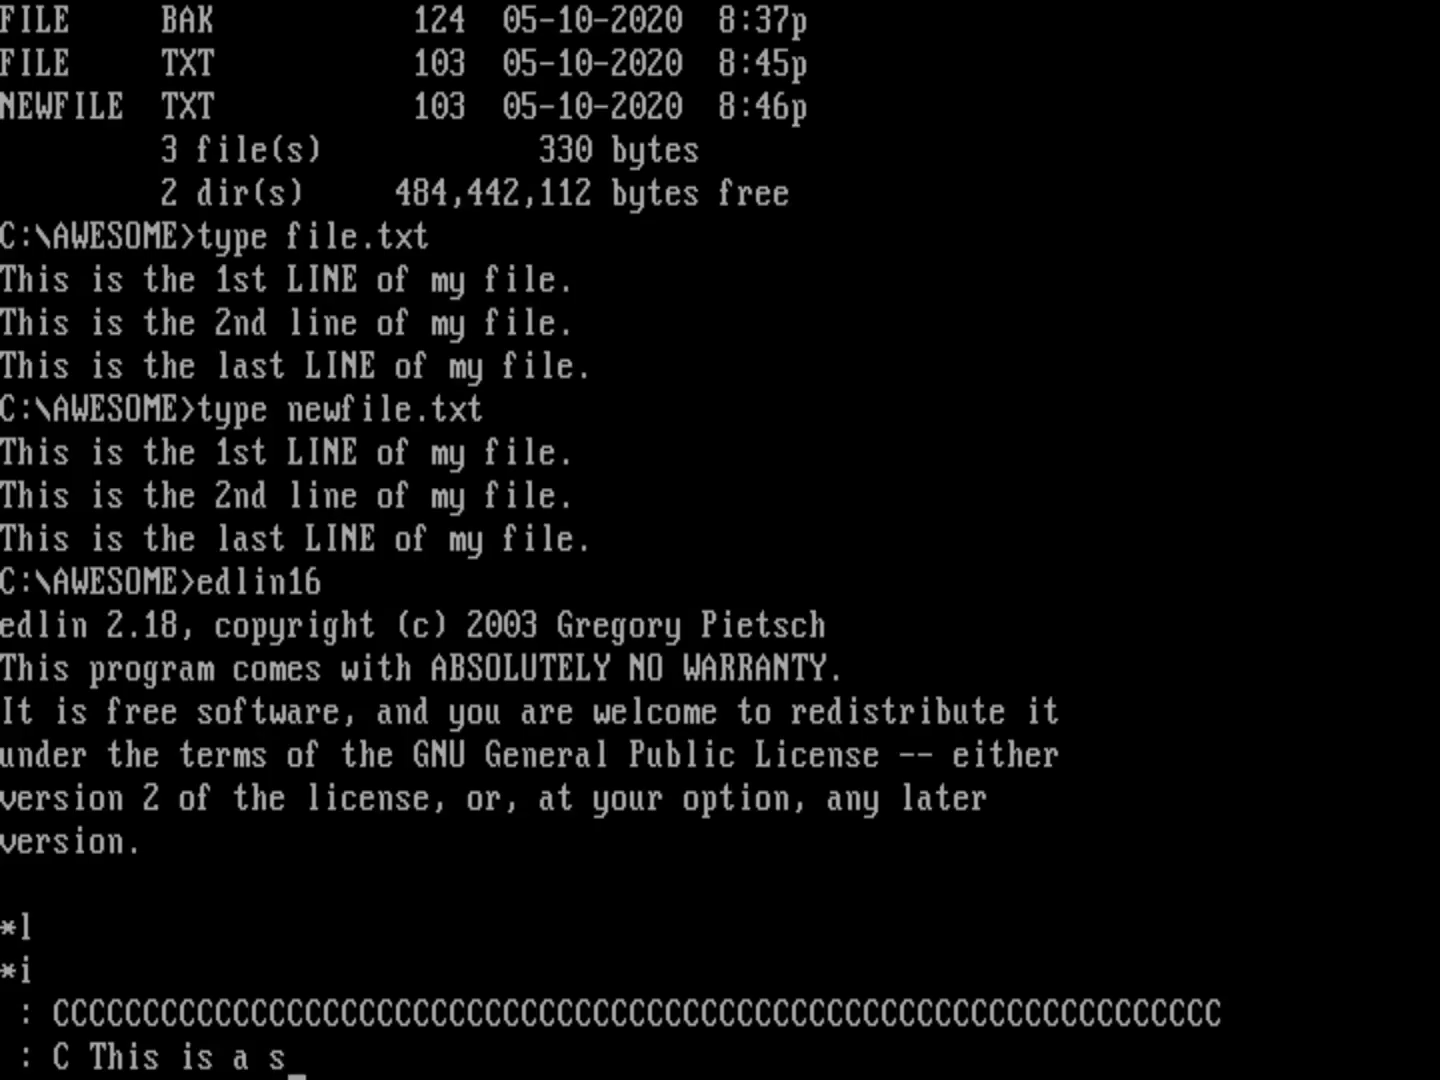 FILE     BAK           124  05-10-2020  8:37p
FILE     TXT           103  05-10-2020  8:45p
NEWFILE  TXT           103  05-10-2020  8:46p
         3 file(s)            330 bytes
         2 dir(s)     484,442,112 bytes free
C:\AWESOME>type file.txt
This is the 1st LINE of my file.
This is the 2nd line of my file.
This is the last LINE of my file.
C:\AWESOME>type newfile.txt
This is the 1st LINE of my file.
This is the 2nd line of my file.
This is the last LINE of my file.
C:\AWESOME>edlin16
edlin 2.18, copyright (c) 2003 Gregory Pietsch
This program comes with ABSOLUTELY NO WARRANTY.
It is free software, and you are welcome to redistribute it
under the terms of the GNU General Public License -- either
version 2 of the license, or, at your option, any later
version.

*l
*i
 : CCCCCCCCCCCCCCCCCCCCCCCCCCCCCCCCCCCCCCCCCCCCCCCCCCCCCCCCCCCCCCCCC
 : C This is a s_